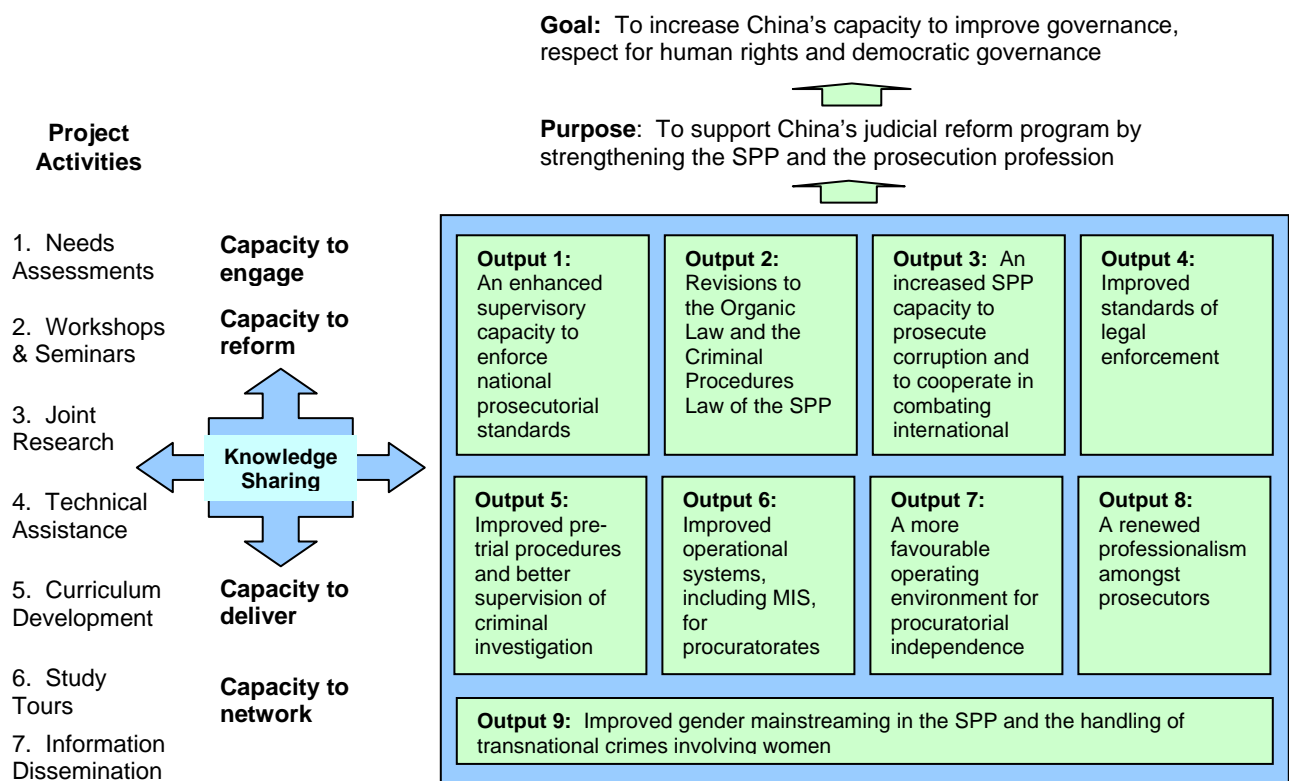 Goal: To increase China's capacity to improve governance,
respect for human rights and democratic governance
Purpose: To support China's judicial reform program by
strengthening the SPP and the prosecution profession
Project
Activities
1. Needs
Assessments
2. Workshops
& Seminars
3. Joint
Research
4. Technical
Assistance
5. Curriculum
Development
6. Study
Tours
7. Information
Dissemination
Capacity to
engage
Capacity to
reform
Knowledge
Sharing
Capacity to
deliver
Capacity to
network
Output 1:
An enhanced
supervisory
capacity to
enforce
national
prosecutorial
standards
Output 2:
Revisions to
the Organic
Law and the
Criminal
Procedures
Law of the SPP
Output 3: An
increased SPP
capacity to
prosecute
corruption and
to cooperate in
combating
international
Output 4:
Improved
standards of
legal
enforcement
Output 5:
Improved pre-
trial procedures
and better
supervision of
criminal
investigation
Output 6:
Improved
operational
systems,
including MIS,
for
procuratorates
Output 7:
A more
favourable
operating
environment for
procuratorial
independence
Output 8:
A renewed
professionalism
amongst
prosecutors
Output 9: Improved gender mainstreaming in the SPP and the handling of
transnational crimes involving women